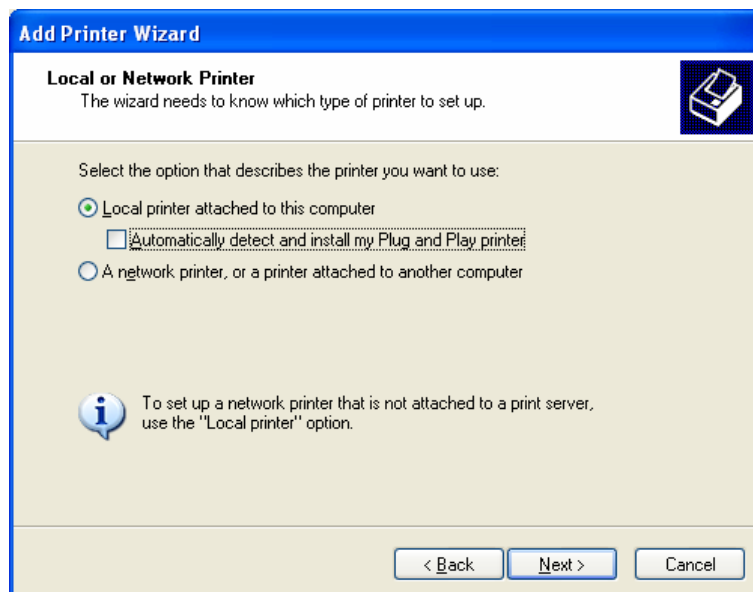 Add Printer Wizard
Local or Network Printer
The wizard needs to know which type of printer to set up.
Select the option that describes the printer you want to use:
Local printer attached to this computer
Automatically detect and install my Plug and Play printer
A network printer, or a printer attached to another computer
To set up a network printer that is not attached to a print server,
use the "Local printer" option.
< Back
Next >
Cancel